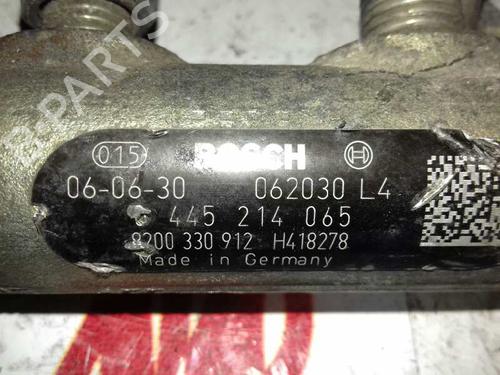 015 BOSCH
06-06-30 062030 L4
445 214 065
8200 330 912 H418278
Made in Germany
B-PARTS